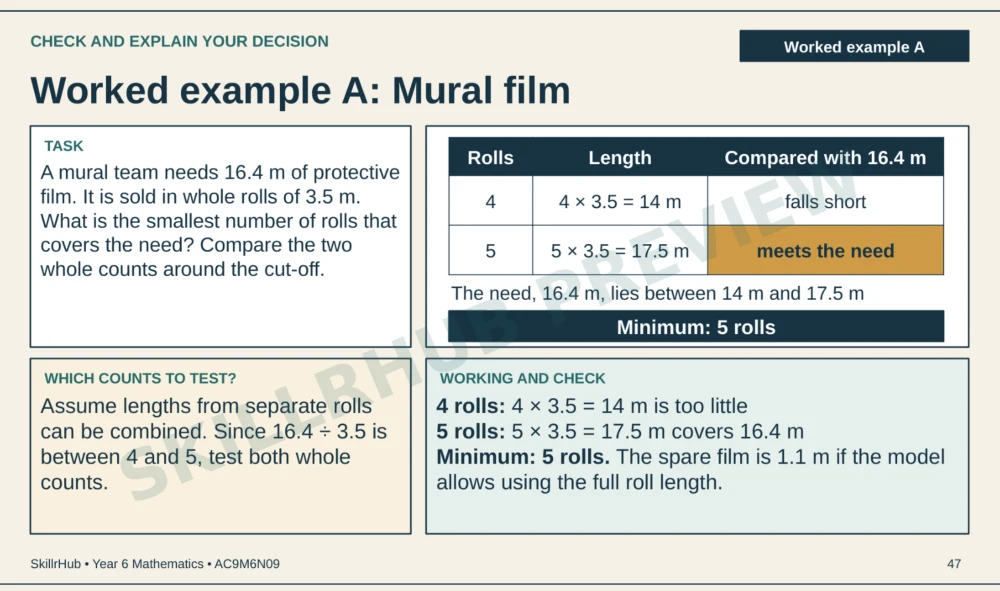 CHECK AND EXPLAIN YOUR DECISION
Worked example A
Worked example A: Mural film
TASK
A mural team needs 16.4 m of protective
film. It is sold in whole rolls of 3.5 m.
What is the smallest number of rolls that
covers the need? Compare the two
whole counts around the cut-off.
Rolls Length Compared with 16.4 m
4 4 × 3.5 = 14 m falls short
5 5 × 3.5 = 17.5 m meets the need
The need, 16.4 m, lies between 14 m and 17.5 m
Minimum: 5 rolls
WHICH COUNTS TO TEST?
Assume lengths from separate rolls
can be combined. Since 16.4 ÷ 3.5 is
between 4 and 5, test both whole
counts.
WORKING AND CHECK
4 rolls: 4 × 3.5 = 14 m is too little
5 rolls: 5 × 3.5 = 17.5 m covers 16.4 m
Minimum: 5 rolls. The spare film is 1.1 m if the model
allows using the full roll length.
SKILLRHUB PREVIEW
SkillrHub • Year 6 Mathematics • AC9M6N09
47